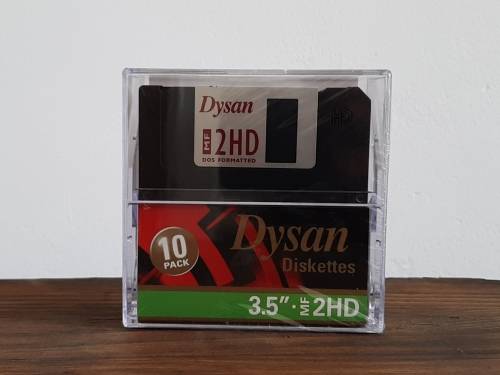 Dysan
MF 2HD
DOS FORMATTED
HD
10
PACK
Dysan
Diskettes
3.5"· MF 2HD